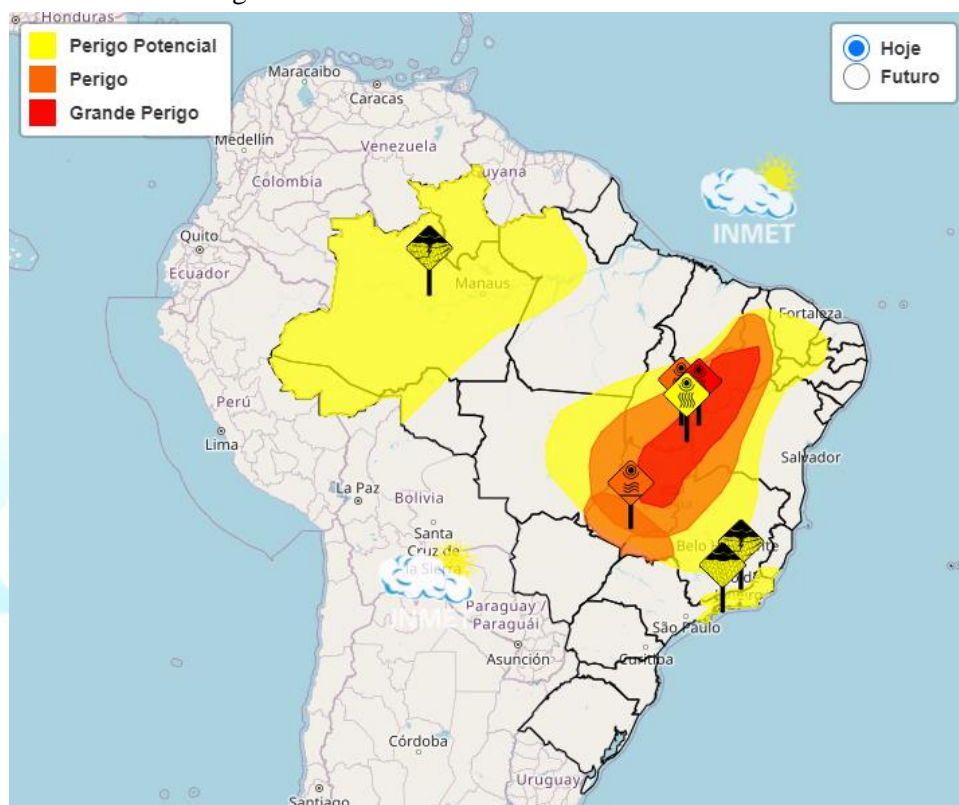 Honduras
Perigo Potencial
Perigo
Grande Perigo
Hoje
Futuro
Maracaibo
Caracas
Medellín
Venezuela
Colombia
Quito
Ecuador
Manaus
INMET
Fortaleza
Perú
Lima
Salvador
La Paz
Bolivia
Santa
Cruz de
la Sierra
INMET
Paraguay /
Paraguái
São Paulo
Asunción
Curitiba
Córdoba
Uruguay
Santiago